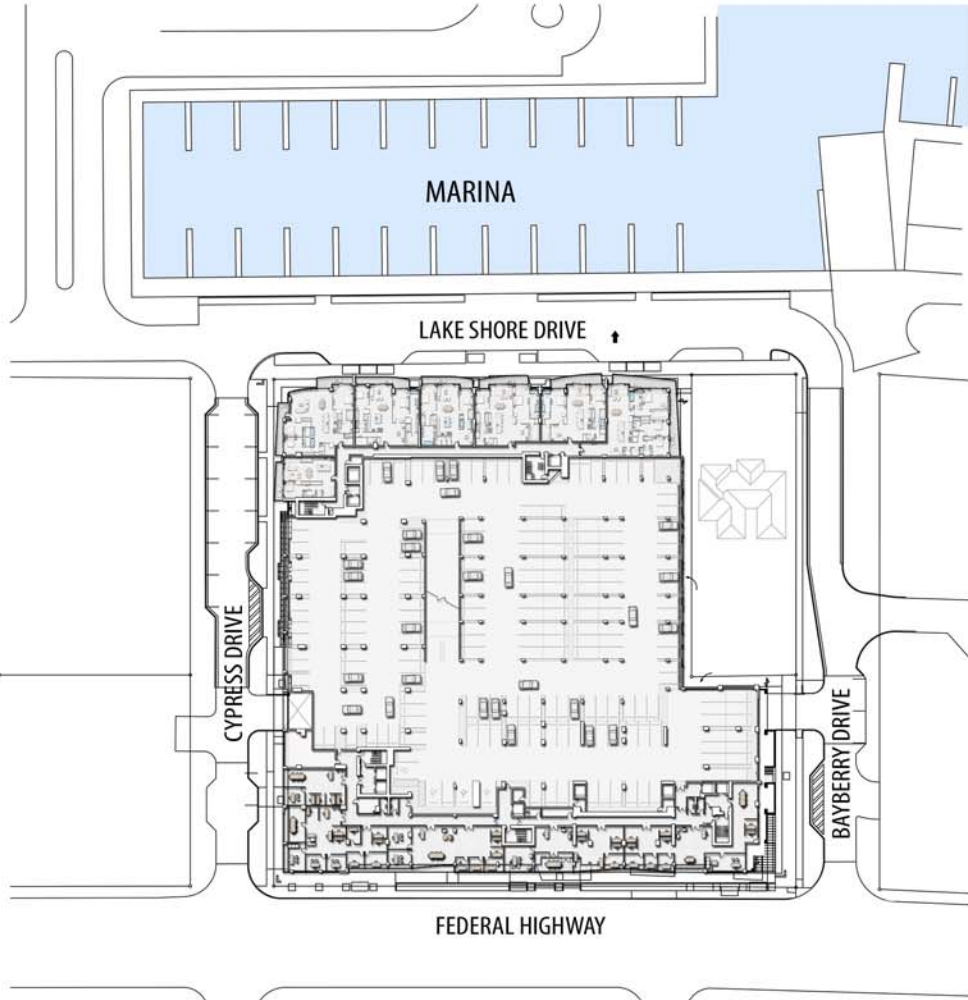 MARINA
LAKE SHORE DRIVE
CYPRESS DRIVE
BAYBERRY DRIVE
FEDERAL HIGHWAY